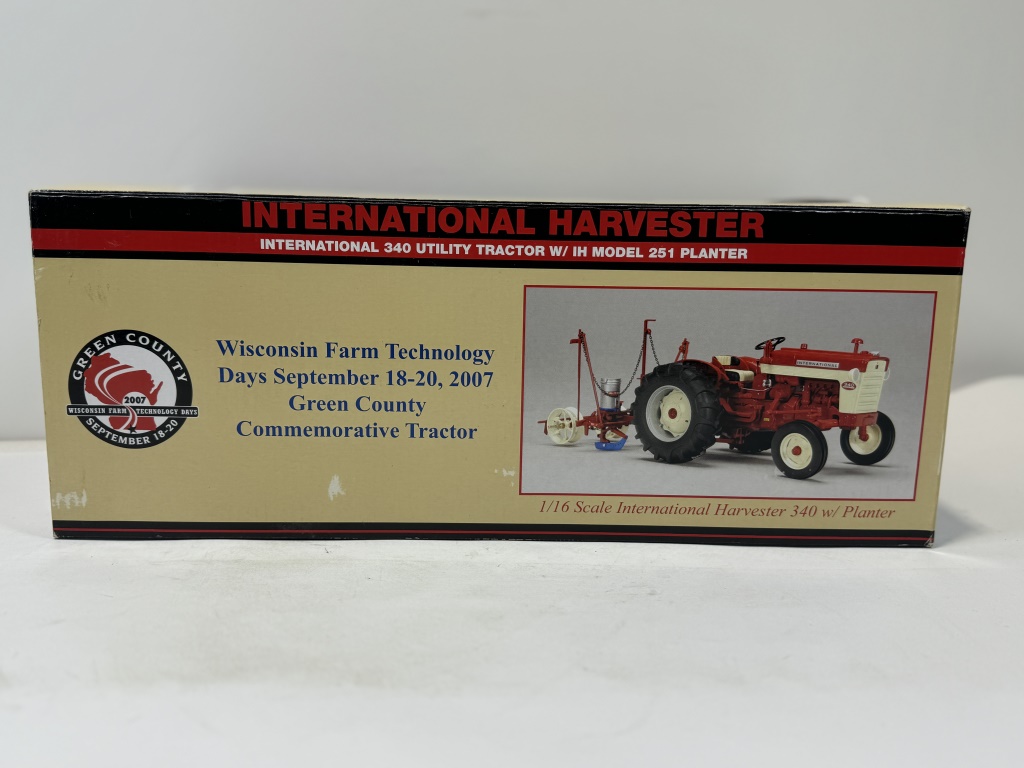 INTERNATIONAL HARVESTER
INTERNATIONAL 340 UTILITY TRACTOR W/ IH MODEL 251 PLANTER
GREEN COUNTY
2007
WISCONSIN FARM TECHNOLOGY DAYS
SEPTEMBER 18-20
Wisconsin Farm Technology
Days September 18-20, 2007
Green County
Commemorative Tractor
INTERNATIONAL
340
1/16 Scale International Harvester 340 w/ Planter